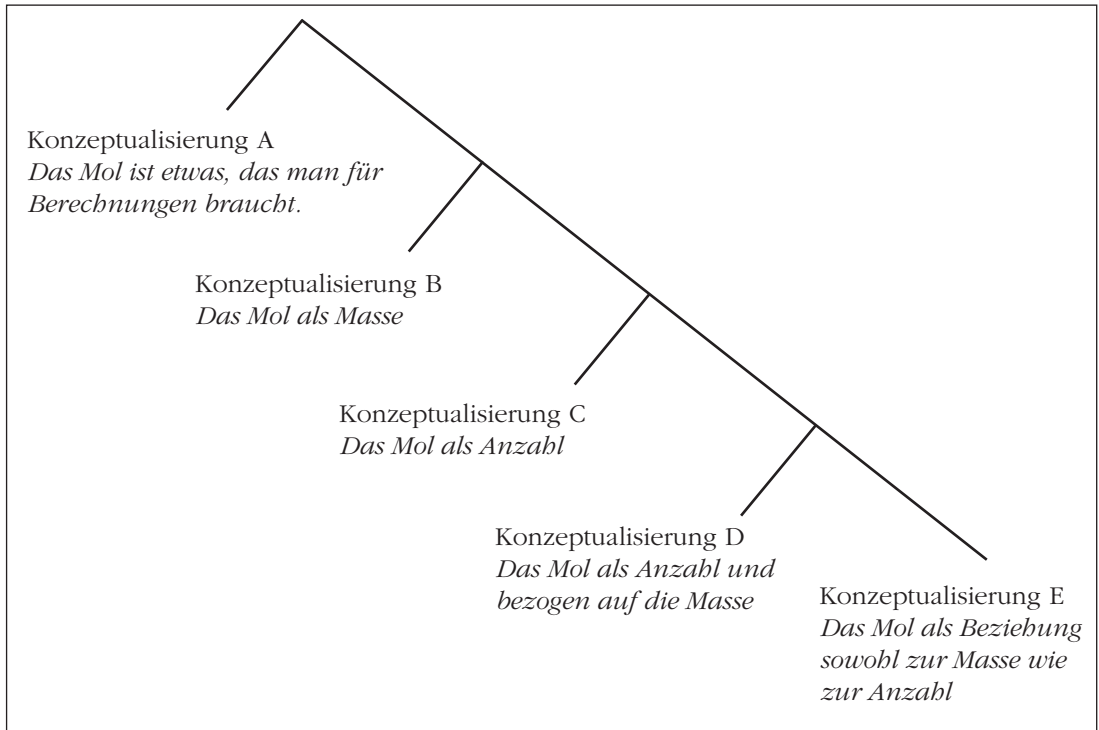 Konzeptualisierung A
Das Mol ist etwas, das man für
Berechnungen braucht.
Konzeptualisierung B
Das Mol als Masse
Konzeptualisierung C
Das Mol als Anzahl
Konzeptualisierung D
Das Mol als Anzahl und
bezogen auf die Masse
Konzeptualisierung E
Das Mol als Beziehung
sowohl zur Masse wie
zur Anzahl